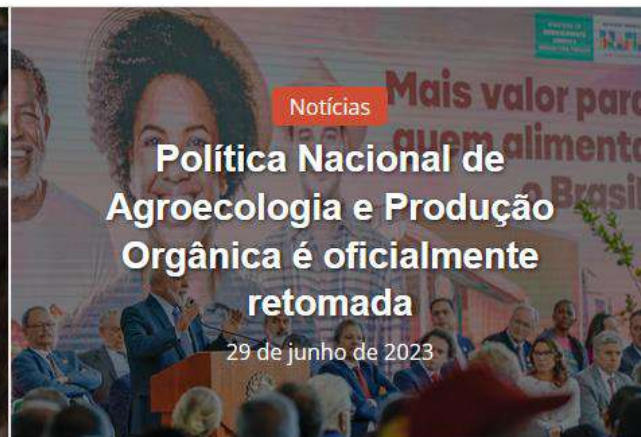 Notícias
Mais valor para
quem alimenta
o Brasil
Política Nacional de
Agroecologia e Produção
Orgânica é oficialmente
retomada
29 de junho de 2023